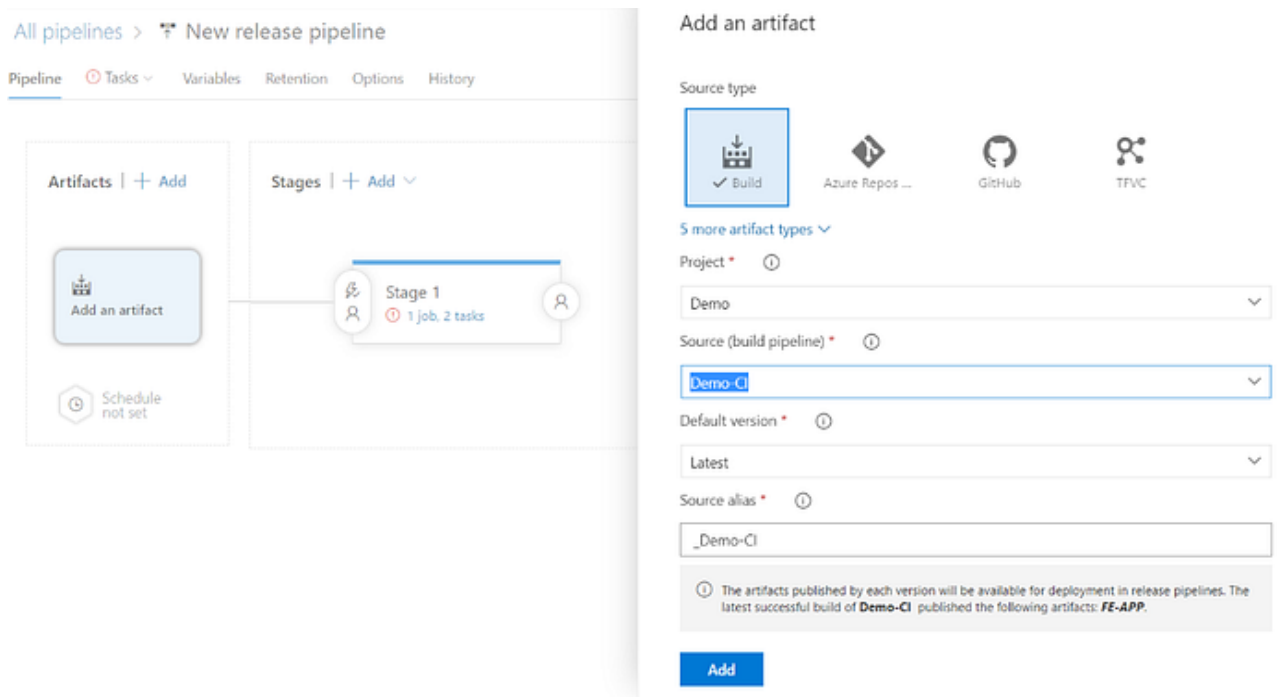 All pipelines > New release pipeline
Pipeline Tasks Variables Retention Options History
Artifacts | + Add
Stages | + Add
Add an artifact
Schedule
not set
Stage 1
1 job, 2 tasks
Add an artifact
Source type
Build
Azure Repos ...
GitHub
TFVC
5 more artifact types
Project *
Demo
Source (build pipeline) *
Demo-CI
Default version *
Latest
Source alias *
_Demo-CI
The artifacts published by each version will be available for deployment in release pipelines. The
latest successful build of Demo-CI published the following artifacts: FE-APP.
Add